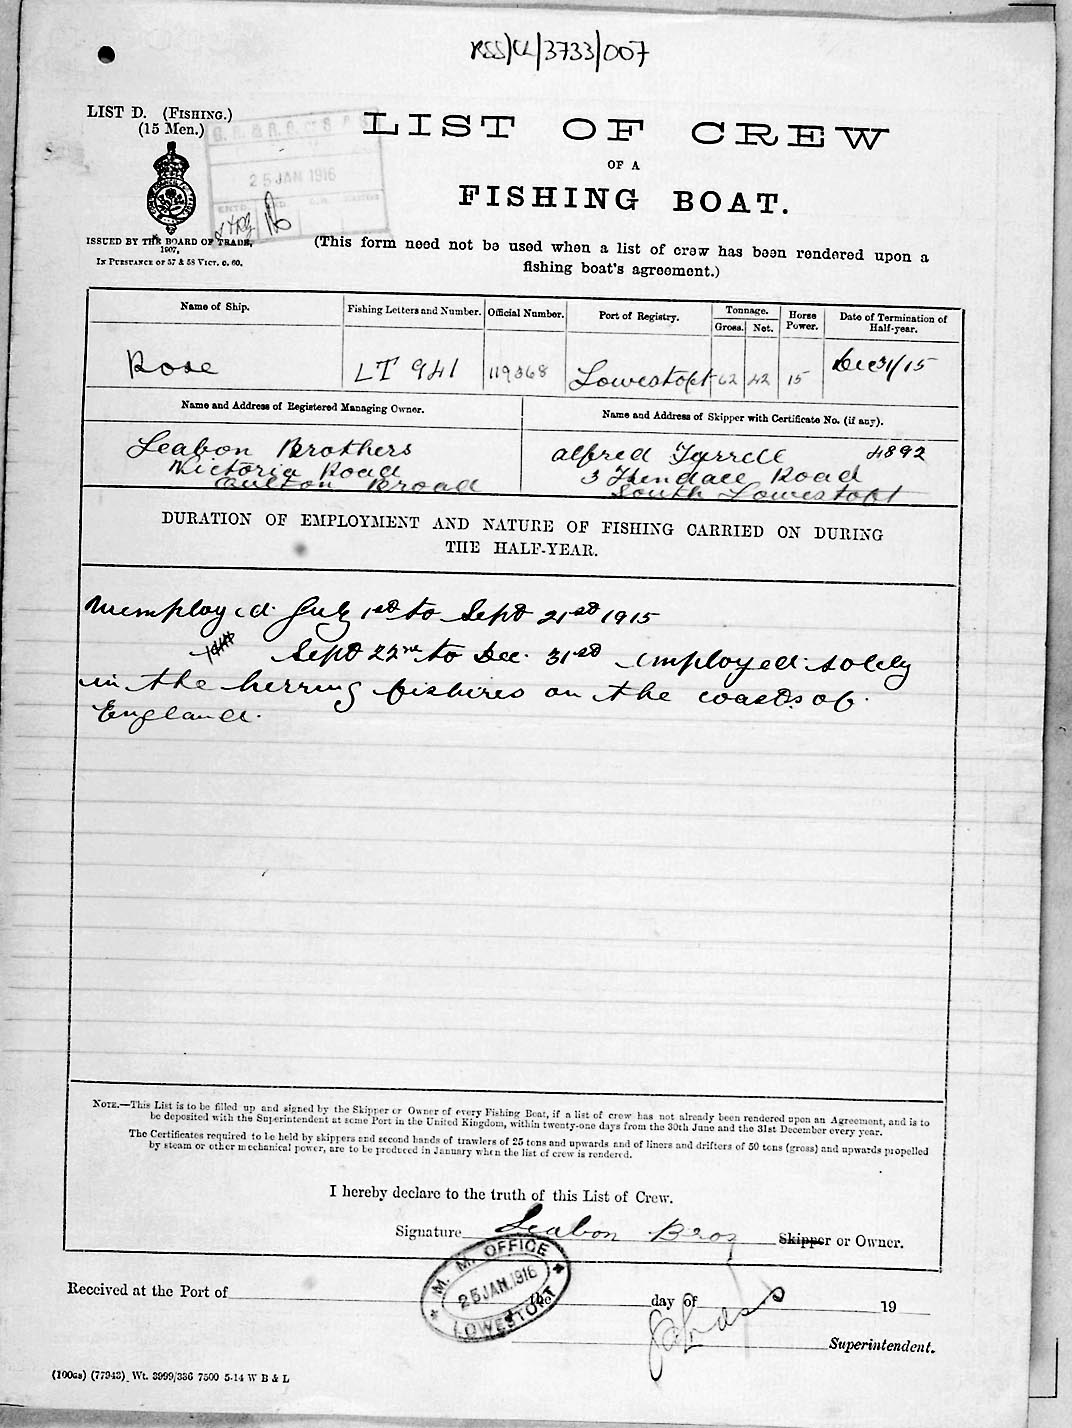 RSS/CL/3733/007
LIST D. (FISHING.)
(15 Men.)
25 JAN 1916
LIST OF CREW
OF A
FISHING BOAT.
ISSUED BY THE BOARD OF TRADE,
1907.
IN PURSUANCE OF 57 & 58 VICT. c. 60.
(This form need not be used when a list of crew has been rendered upon a
fishing boat's agreement.)
Name of Ship. Fishing Letters and Number. Official Number. Port of Registry. Tonnage. Gross. Net. Horse Power. Date of Termination of Half-year.
Rose LT 941 119368 Lowestoft 62 42 15 Dec 31/15
Name and Address of Registered Managing Owner. Name and Address of Skipper with Certificate No. (if any).
Seabon Brothers
Victoria Road
Oulton Broad
alfred Tyrrell 4892
3 Road
South Lowestoft
DURATION OF EMPLOYMENT AND NATURE OF FISHING CARRIED ON DURING
THE HALF-YEAR.
Unemployed. July 1st to Sept 21st 1915
Sept 22nd to Dec. 31st employed solely
in the herring fishires on the coasts of
England.
NOTE.—This List is to be filled up and signed by the Skipper or Owner of every Fishing Boat, if a list of crew has not already been rendered upon an Agreement, and is to
be deposited with the Superintendent at some Port in the United Kingdom, within twenty-one days from the 30th June and the 31st December every year.
The Certificates required to be held by skippers and second hands of trawlers of 25 tons and upwards and of liners and drifters of 50 tons (gross) and upwards propelled
by steam or other mechanical power, are to be produced in January when the list of crew is rendered.
I hereby declare to the truth of this List of Crew.
Signature Seabon Bros Skipper or Owner.
M. M. OFFICE
25 JAN. 1916
LOWESTOFT
Received at the Port of the day of 19
Superintendent.
(100GS) (77943). Wt. 3999/336 7500 5-14 W B & L